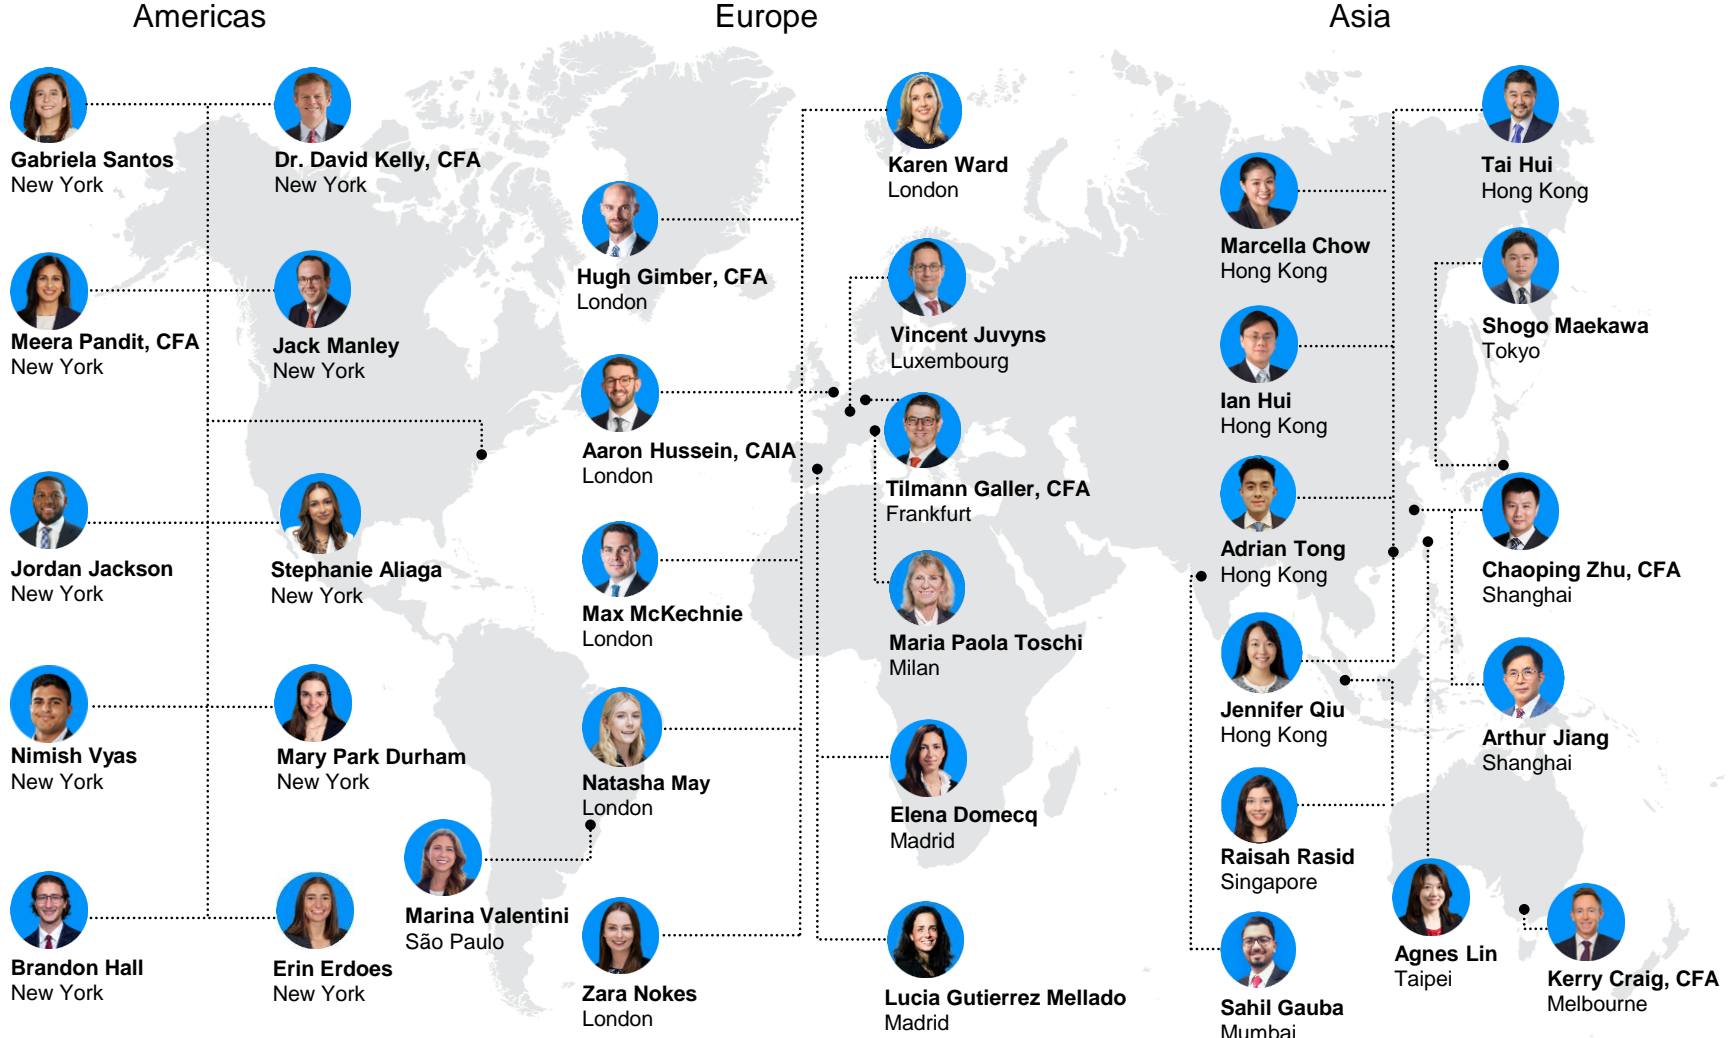 Americas
Europe
Asia
Gabriela Santos
New York
Dr. David Kelly, CFA
New York
Meera Pandit, CFA
New York
Jack Manley
New York
Jordan Jackson
New York
Stephanie Aliaga
New York
Nimish Vyas
New York
Mary Park Durham
New York
Brandon Hall
New York
Erin Erdoes
New York
Marina Valentini
São Paulo
Karen Ward
London
Hugh Gimber, CFA
London
Vincent Juvyns
Luxembourg
Aaron Hussein, CAIA
London
Tilmann Galler, CFA
Frankfurt
Max McKechnie
London
Maria Paola Toschi
Milan
Natasha May
London
Elena Domecq
Madrid
Zara Nokes
London
Lucia Gutierrez Mellado
Madrid
Tai Hui
Hong Kong
Marcella Chow
Hong Kong
Shogo Maekawa
Tokyo
Ian Hui
Hong Kong
Adrian Tong
Hong Kong
Chaoping Zhu, CFA
Shanghai
Jennifer Qiu
Hong Kong
Arthur Jiang
Shanghai
Raisah Rasid
Singapore
Agnes Lin
Taipei
Kerry Craig, CFA
Melbourne
Sahil Gauba
Mumbai